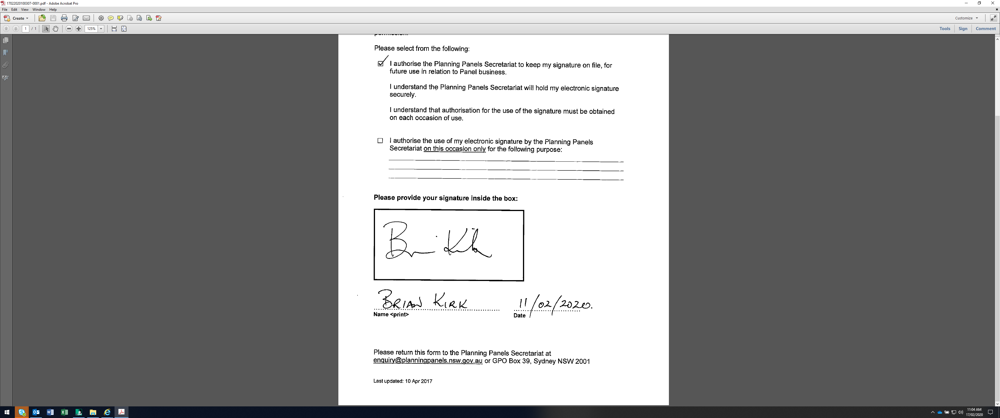 17022020100307-0001.pdf - Adobe Acrobat Pro
File Edit View Window Help
Create
Customize
1 / 1
125%
Tools Sign Comment
permission.
Please select from the following:
I authorise the Planning Panels Secretariat to keep my signature on file, for
future use in relation to Panel business.
I understand the Planning Panels Secretariat will hold my electronic signature
securely.
I understand that authorisation for the use of the signature must be obtained
on each occasion of use.
I authorise the use of my electronic signature by the Planning Panels
Secretariat on this occasion only for the following purpose:
Please provide your signature inside the box:
BRIAN KIRK 11/02/2020.
Name <print> Date
Please return this form to the Planning Panels Secretariat at
enquiry@planningpanels.nsw.gov.au or GPO Box 39, Sydney NSW 2001
Last updated: 10 Apr 2017
11:04 AM
17/02/2020